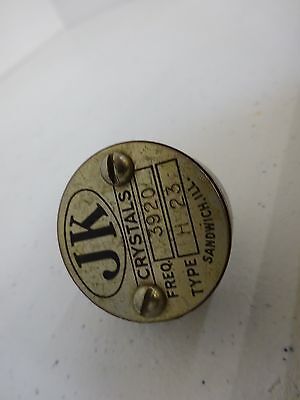 JK
CRYSTALS
FREQ. 3920
TYPE H 23
SANDWICH, ILL.